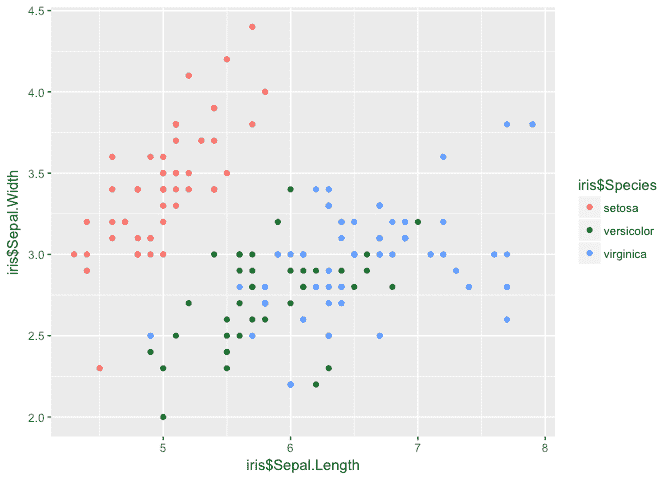 4.5
4.0
3.5
3.0
2.5
2.0
iris$Sepal.Width
5
6
7
8
iris$Sepal.Length
iris$Species
setosa
versicolor
virginica